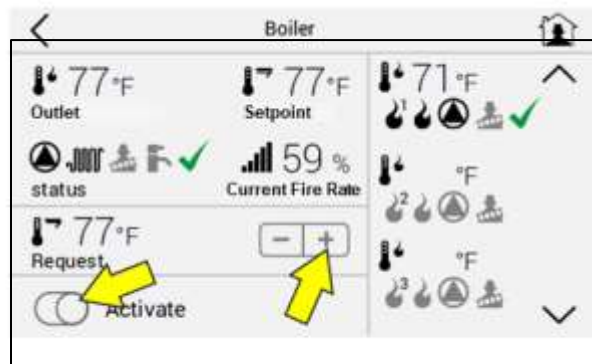 Boiler
77°F
Outlet
77°F
Setpoint
status
59 %
Current Fire Rate
77°F
Request
− +
Activate
71 °F
1
°F
2
°F
3